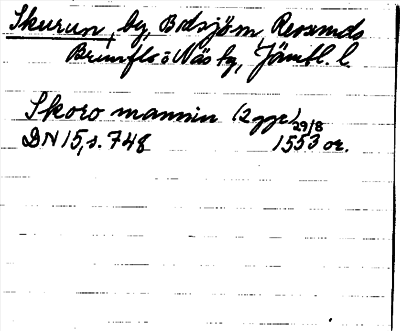 Skurun, by, Bodsjöm, Revsunds
Brunflo o Näs tg, Jämtl. l.
Skoro mannin (2 ggr)
29/8
DN 15, s. 748 1553 or.